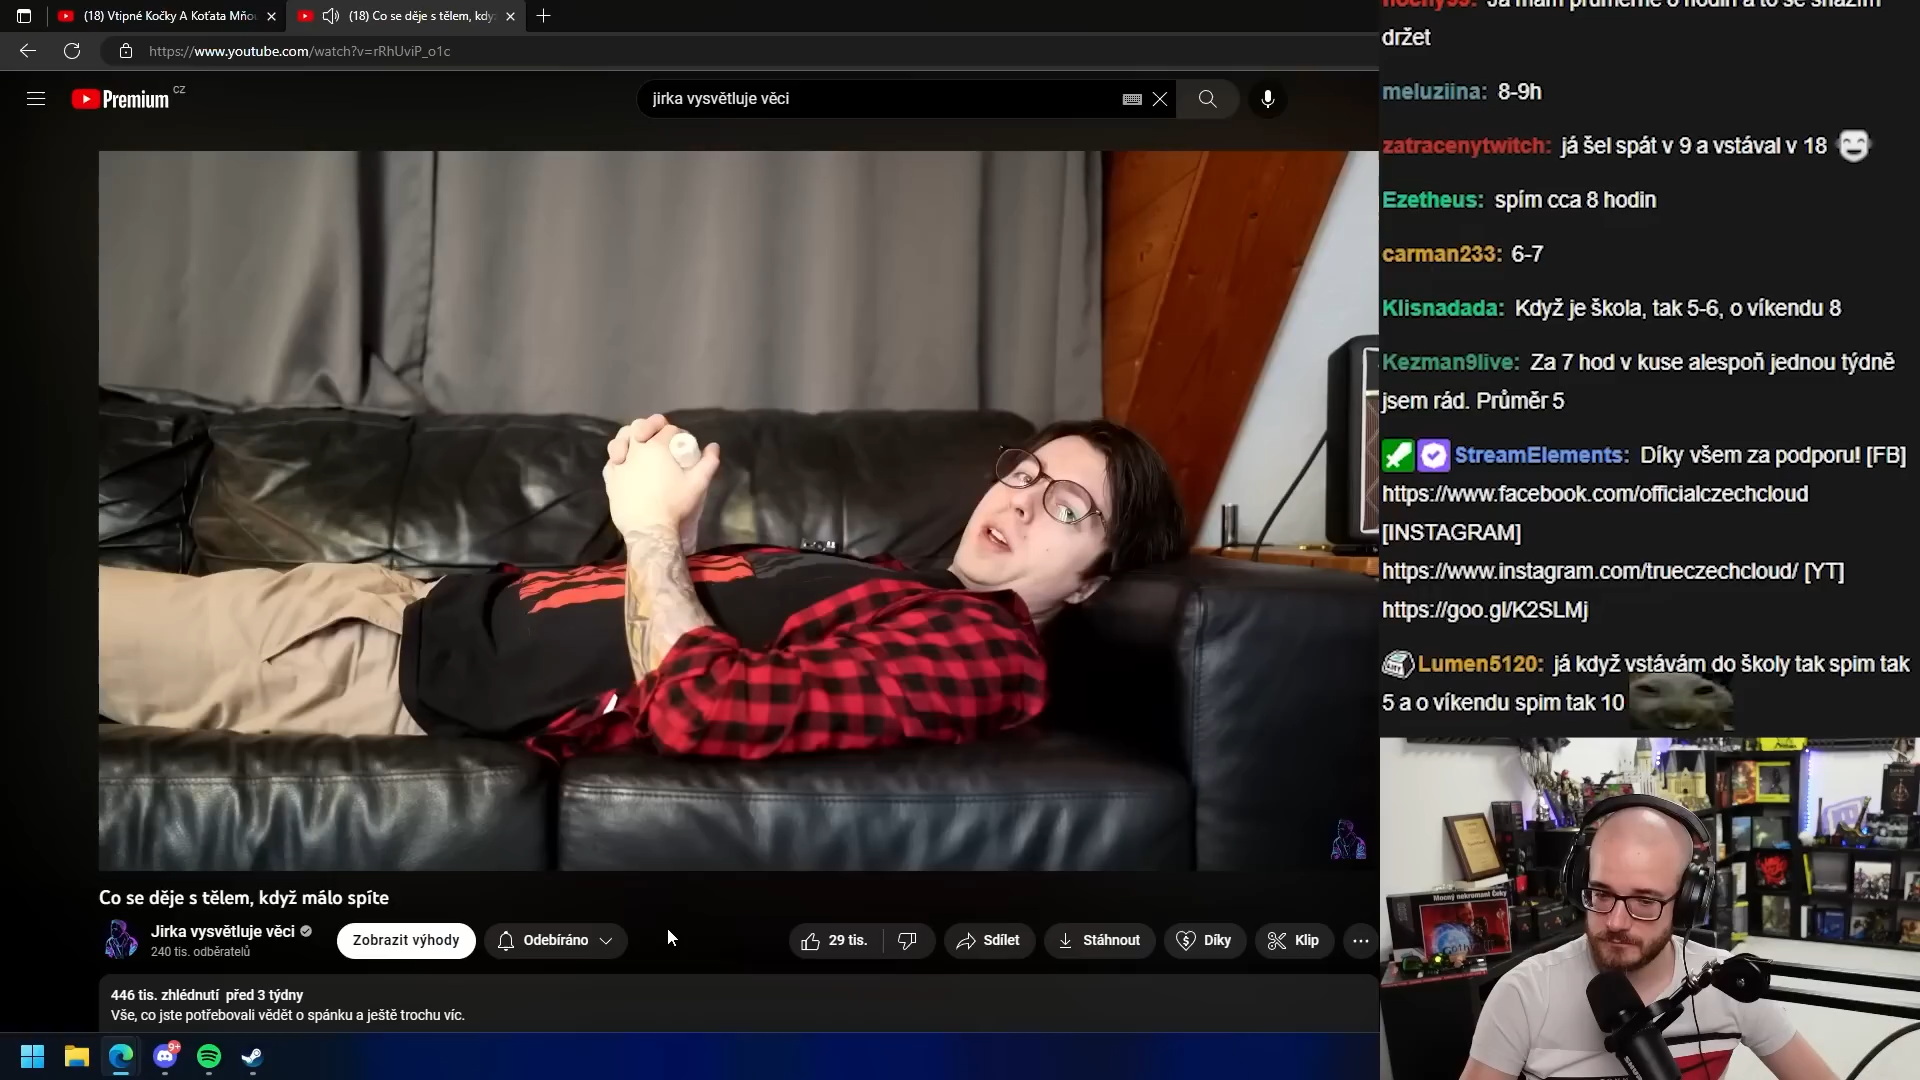 (18) Vtipné Kočky A Koťata Mňou
(18) Co se děje s tělem, kdy
https://www.youtube.com/watch?v=rRhUviP_o1c
Premium CZ
jirka vysvětluje věci
Co se děje s tělem, když málo spíte
Jirka vysvětluje věci
240 tis. odběratelů
Zobrazit výhody
Odebíráno
29 tis.
Sdílet
Stáhnout
Díky
Klip
446 tis. zhlédnutí před 3 týdny
Vše, co jste potřebovali vědět o spánku a ještě trochu víc.
9+
držet
meluziina: 8-9h
zatracenytwitch: já šel spát v 9 a vstával v 18
Ezetheus: spím cca 8 hodin
carman233: 6-7
Klisnadada: Když je škola, tak 5-6, o víkendu 8
Kezman9live: Za 7 hod v kuse alespoň jednou týdně
jsem rád. Průměr 5
StreamElements: Díky všem za podporu! [FB]
https://www.facebook.com/officialczechcloud
[INSTAGRAM]
https://www.instagram.com/trueczechcloud/ [YT]
https://goo.gl/K2SLMj
Lumen5120: já když vstávám do školy tak spim tak
5 a o víkendu spim tak 10
Mocný nekromant Čeky